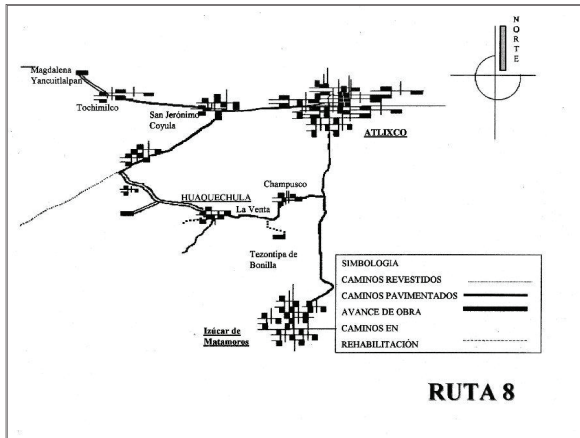 NORTE
Magdalena
Yancuitlalpan
Tochimilco
San Jerónimo
Coyula
ATLIXCO
HUAQUECHULA
Champusco
La Venta
Tezontipa de
Bonilla
Izúcar de
Matamoros
SIMBOLOGIA
CAMINOS REVESTIDOS
CAMINOS PAVIMENTADOS
AVANCE DE OBRA
CAMINOS EN
REHABILITACIÓN
RUTA 8